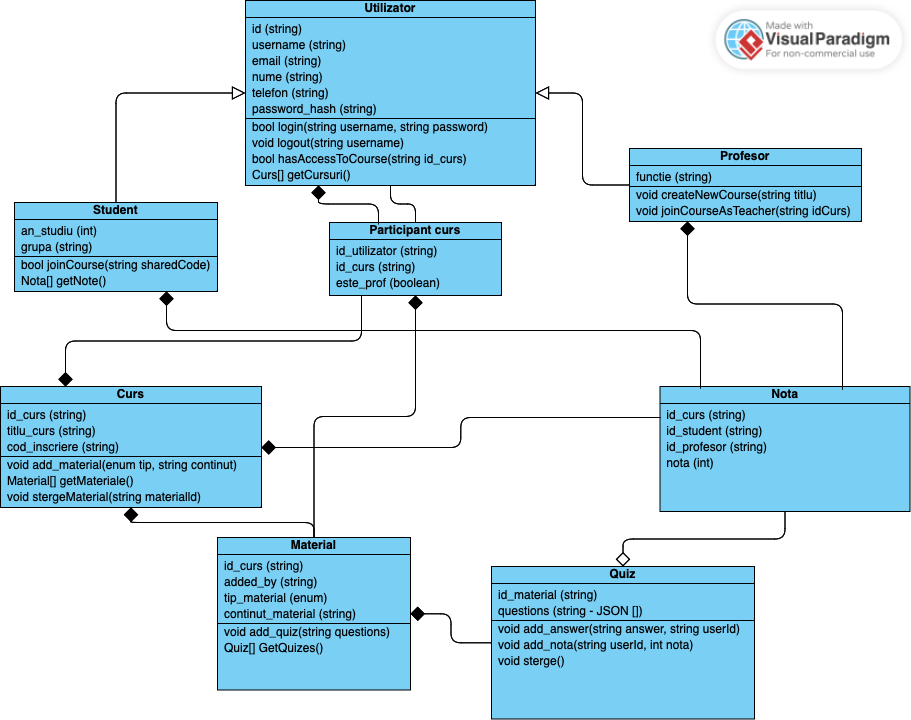 Utilizator
id (string)
username (string)
email (string)
nume (string)
telefon (string)
password_hash (string)
bool login(string username, string password)
void logout(string username)
bool hasAccessToCourse(string id_curs)
Curs[] getCursuri()
Made with
Visual Paradigm
For non-commercial use
Profesor
functie (string)
void createNewCourse(string titlu)
void joinCourseAsTeacher(string idCurs)
Student
an_studiu (int)
grupa (string)
bool joinCourse(string sharedCode)
Nota[] getNote()
Participant curs
id_utilizator (string)
id_curs (string)
este_prof (boolean)
Curs
id_curs (string)
titlu_curs (string)
cod_inscriere (string)
void add_material(enum tip, string continut)
Material[] getMateriale()
void stergeMaterial(string materialId)
Nota
id_curs (string)
id_student (string)
id_profesor (string)
nota (int)
Material
id_curs (string)
added_by (string)
tip_material (enum)
continut_material (string)
void add_quiz(string questions)
Quiz[] GetQuizes()
Quiz
id_material (string)
questions (string - JSON [])
void add_answer(string answer, string userId)
void add_nota(string userId, int nota)
void sterge()